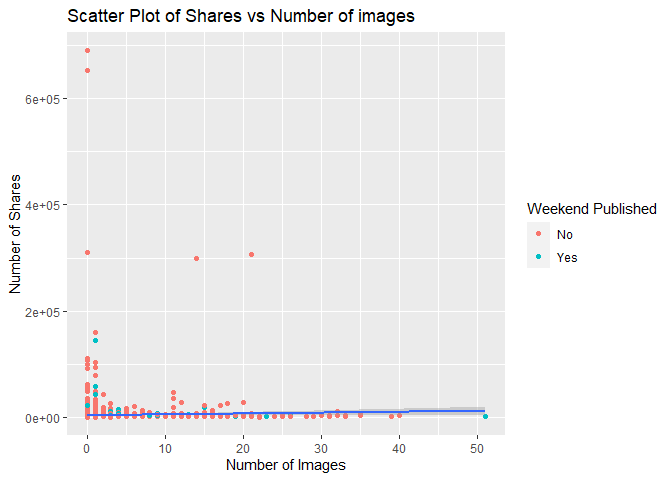 Scatter Plot of Shares vs Number of images
6e+05
4e+05
2e+05
0e+00
Number of Shares
0 10 20 30 40 50
Number of Images
Weekend Published
No
Yes